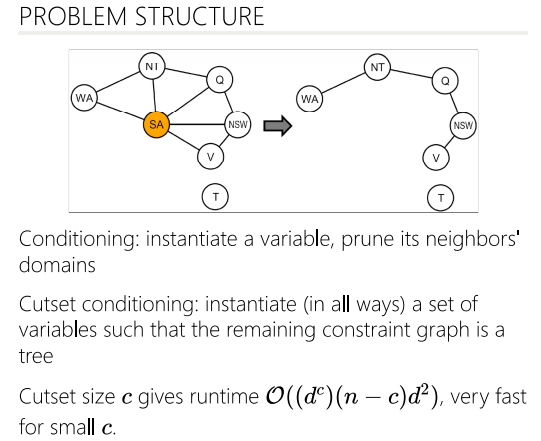 PROBLEM STRUCTURE
NT
Q
WA
SA
NSW
V
T
NT
Q
WA
NSW
V
T
Conditioning: instantiate a variable, prune its neighbors'
domains
Cutset conditioning: instantiate (in all ways) a set of
variables such that the remaining constraint graph is a
tree
Cutset size c gives runtime O((d^c)(n − c)d^2), very fast
for small c.